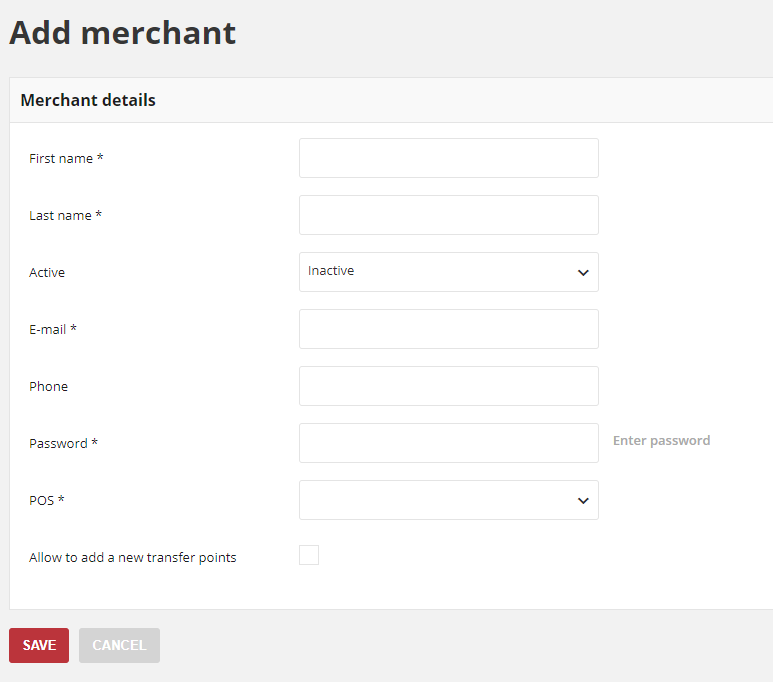 Add merchant
Merchant details
First name *
Last name *
Active Inactive
E-mail *
Phone
Password * Enter password
POS *
Allow to add a new transfer points
SAVE CANCEL